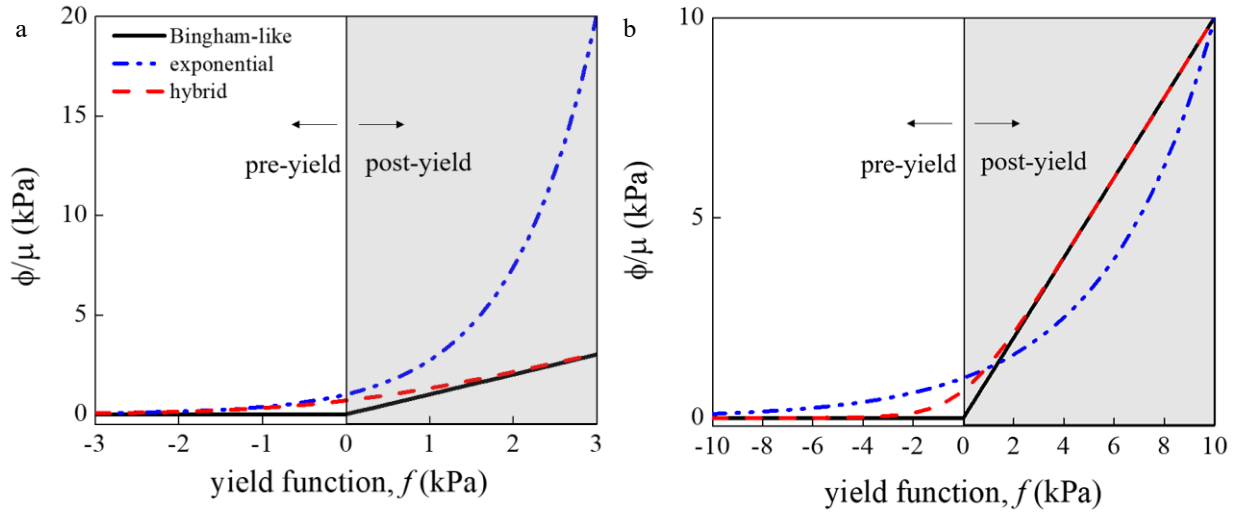 a
20
15
10
5
0
ϕ/μ (kPa)
Bingham-like
exponential
hybrid
pre-yield
post-yield
-3 -2 -1 0 1 2 3
yield function, f (kPa)
b
10
5
0
ϕ/μ (kPa)
pre-yield
post-yield
-10 -8 -6 -4 -2 0 2 4 6 8 10
yield function, f (kPa)